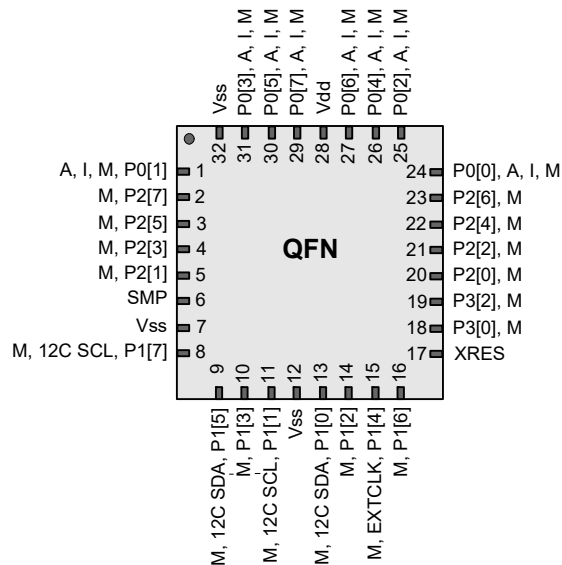 Vss
P0[3], A, I, M
P0[5], A, I, M
P0[7], A, I, M
Vdd
P0[6], A, I, M
P0[4], A, I, M
P0[2], A, I, M
32
31
30
29
28
27
26
25
A, I, M, P0[1]
1
M, P2[7]
2
M, P2[5]
3
M, P2[3]
4
M, P2[1]
5
SMP
6
Vss
7
M, 12C SCL, P1[7]
8
QFN
24
P0[0], A, I, M
23
P2[6], M
22
P2[4], M
21
P2[2], M
20
P2[0], M
19
P3[2], M
18
P3[0], M
17
XRES
9
10
11
12
13
14
15
16
M, 12C SDA, P1[5]
M, P1[3]
M, 12C SCL, P1[1]
Vss
M, 12C SDA, P1[0]
M, P1[2]
M, EXTCLK, P1[4]
M, P1[6]